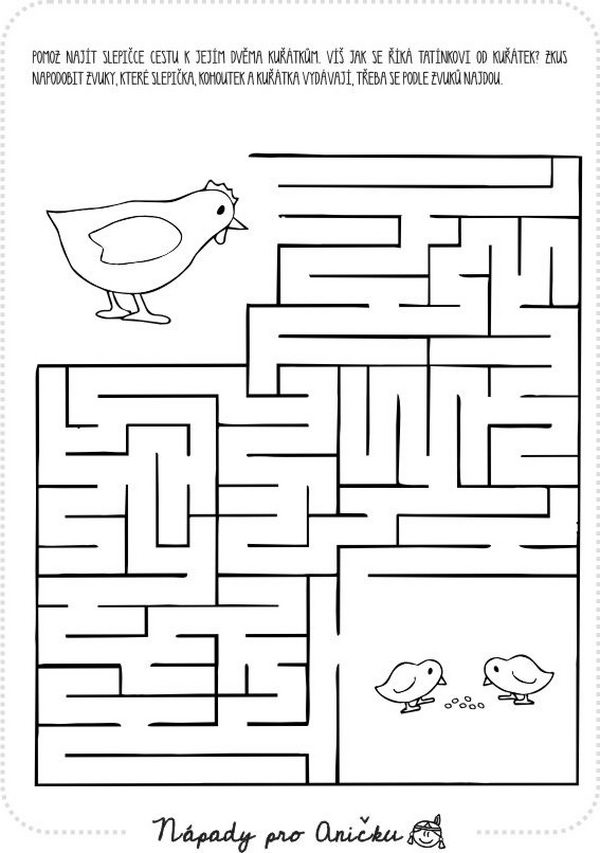 POMOZ NAJÍT SLEPIČCE CESTU K JEJÍM DVĚMA KUŘÁTKŮM. VÍŠ JAK SE ŘÍKÁ TATÍNKOVI OD KUŘÁTEK? ZKUS
NAPODOBIT ZVUKY, KTERÉ SLEPIČKA, KOHOUTEK A KUŘÁTKA VYDÁVAJÍ, TŘEBA SE PODLE ZVUKŮ NAJDOU.
Nápady pro Aničku